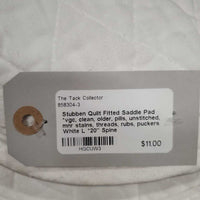 The Tack Collector
858304-3
Stubben Quilt Fitted Saddle Pad
*vgc, clean, older, pills, unstitched,
mnr stains, threads, rubs, puckers
White L "20" Spine
$11.00